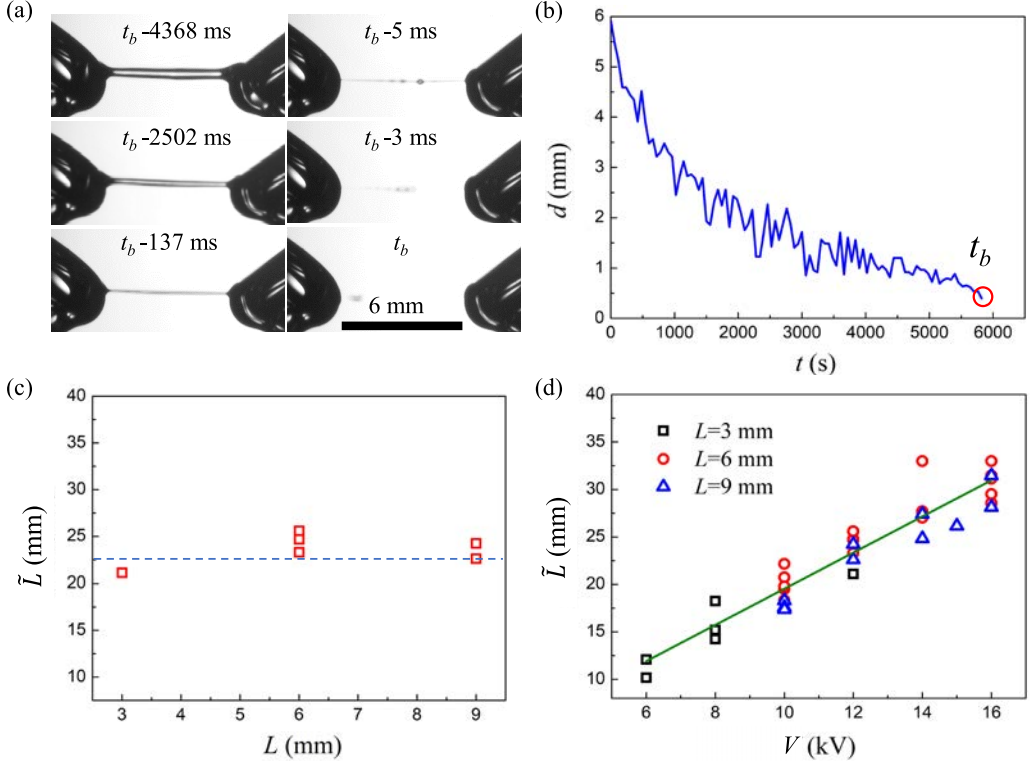 (a)
t_b -4368 ms
t_b -5 ms
t_b -2502 ms
t_b -3 ms
t_b -137 ms
t_b
6 mm
(b)
6
5
4
3
2
1
0
d (mm)
t_b
0 1000 2000 3000 4000 5000 6000
t (s)
(c)
40
35
30
25
20
15
10
L̃ (mm)
3 4 5 6 7 8 9
L (mm)
(d)
40
35
30
25
20
15
10
L̃ (mm)
L=3 mm
L=6 mm
L=9 mm
6 8 10 12 14 16
V (kV)